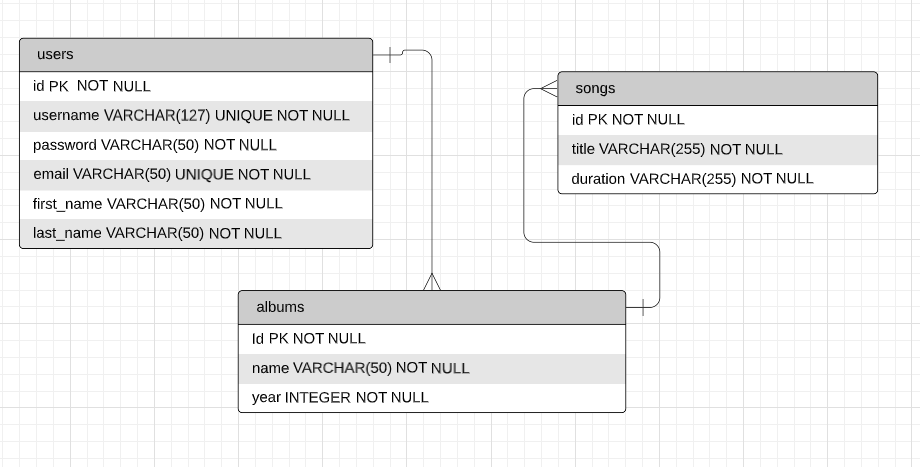 users
id PK NOT NULL
username VARCHAR(127) UNIQUE NOT NULL
password VARCHAR(50) NOT NULL
email VARCHAR(50) UNIQUE NOT NULL
first_name VARCHAR(50) NOT NULL
last_name VARCHAR(50) NOT NULL
songs
id PK NOT NULL
title VARCHAR(255) NOT NULL
duration VARCHAR(255) NOT NULL
albums
Id PK NOT NULL
name VARCHAR(50) NOT NULL
year INTEGER NOT NULL